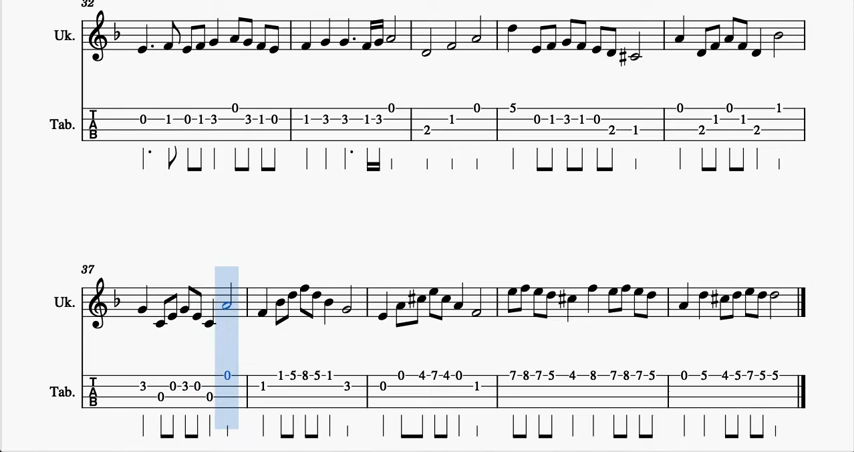 32
Uk.
Tab. 0 1 0 1 3 0 3 1 0 1 3 3 1 3 0 2 1 0 5 0 1 3 1 0 2 1 0 2 1 0 1 2 1
37
Uk.
Tab. 3 0 0 3 0 0 0 1 1 5 8 5 1 3 0 0 4 7 4 0 1 7 8 7 5 4 8 7 8 7 5 0 5 4 5 7 5 5